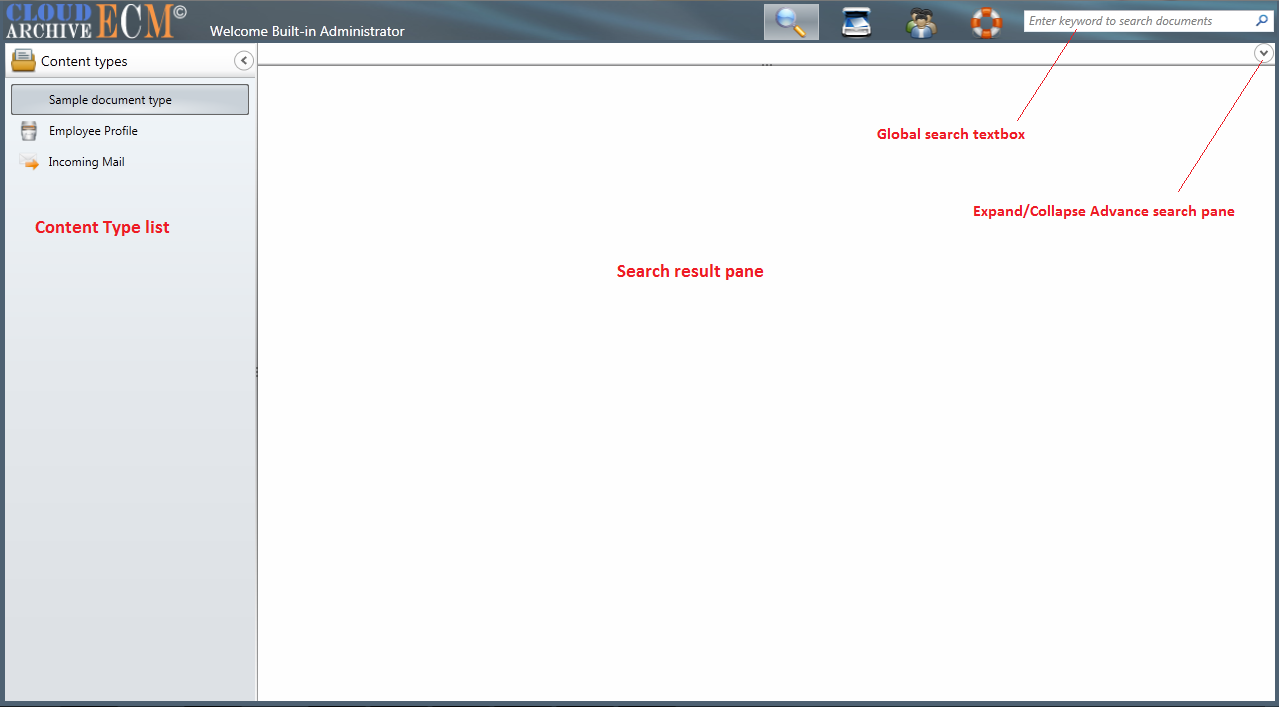 CLOUD
ARCHIVE ECM©
Welcome Built-in Administrator
Enter keyword to search documents
Content types
Sample document type
Employee Profile
Incoming Mail
Global search textbox
Expand/Collapse Advance search pane
Content Type list
Search result pane